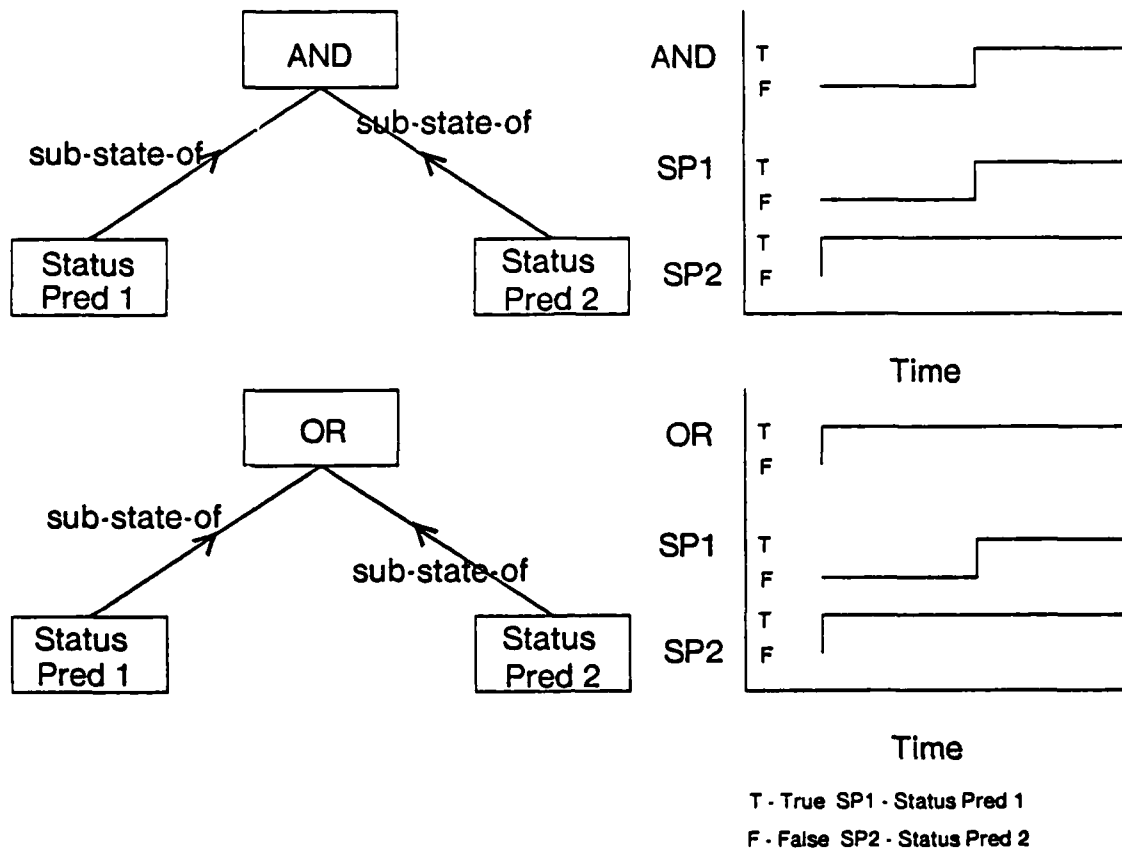 AND
sub-state-of
sub-state-of
Status
Pred 1
Status
Pred 2
AND T
F
SP1 T
F
T
SP2 F
Time
OR
sub-state-of
sub-state-of
Status
Pred 1
Status
Pred 2
OR T
F
SP1 T
F
T
SP2 F
Time
T - True SP1 - Status Pred 1
F - False SP2 - Status Pred 2